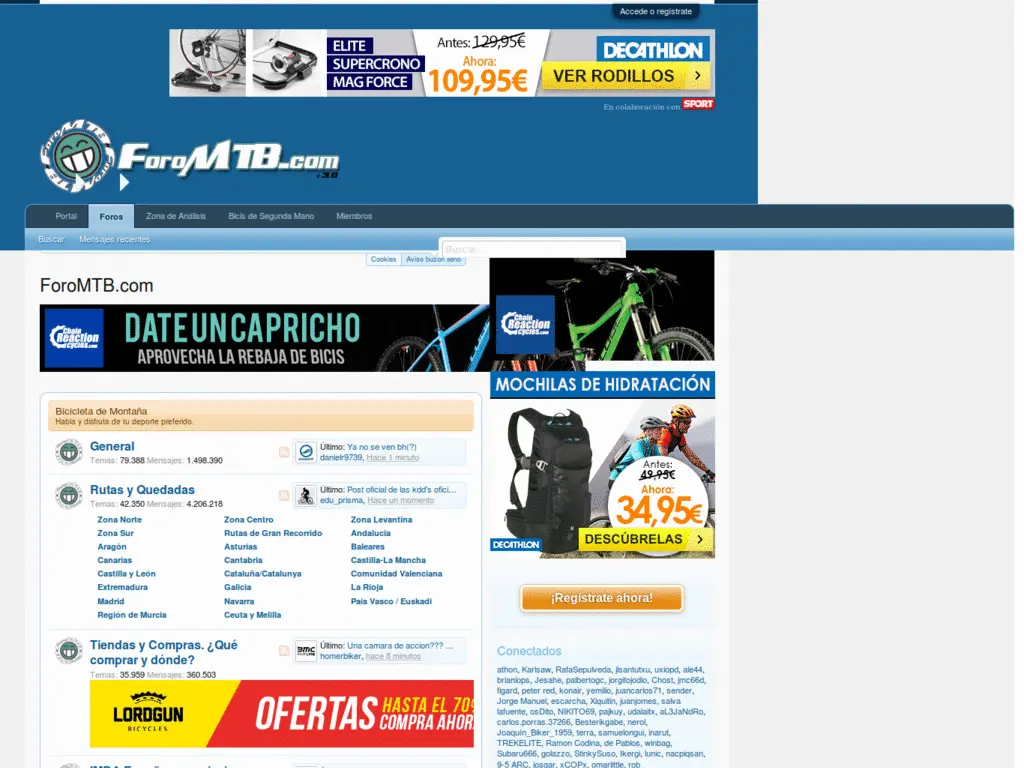 Accede o regístrate
ELITE
SUPERCRONO
MAG FORCE
Antes: 129,95€
Ahora:
109,95€
DECATHLON
VER RODILLOS >
En colaboración con SPORT
FOROMTB
ForoMTB.com
v 3.0
Portal Foros Zona de Análisis Bicis de Segunda Mano Miembros
Buscar Mensajes recientes
Buscar...
Cookies Aviso buzón lleno
ForoMTB.com
Chain Reaction Cycles.com
DATE UN CAPRICHO
APROVECHA LA REBAJA DE BICIS
Chain Reaction Cycles.com
Bicicleta de Montaña
Habla y disfruta de tu deporte preferido.
General
Temas: 79.388 Mensajes: 1.498.390
Último: Ya no se ven bh(?)
danielr9739, Hace 1 minuto
Rutas y Quedadas
Temas: 42.350 Mensajes: 4.206.218
Último: Post oficial de las kdd's ofici...
edu_prisma, Hace un momento
Zona Norte Zona Centro Zona Levantina
Zona Sur Rutas de Gran Recorrido Andalucia
Aragón Asturias Baleares
Canarias Cantabria Castilla-La Mancha
Castilla y León Cataluña/Catalunya Comunidad Valenciana
Extremadura Galicia La Rioja
Madrid Navarra País Vasco / Euskadi
Región de Murcia Ceuta y Melilla
Tiendas y Compras. ¿Qué
comprar y dónde?
Temas: 35.959 Mensajes: 360.503
BMC
Último: Una camara de accion??? ...
homerbiker, hace 8 minutos
LORDGUN
BICYCLES
OFERTAS
HASTA EL 70
COMPRA AHOR
MOCHILAS DE HIDRATACIÓN
Antes:
49,95€
Ahora:
34,95€
DECATHLON
DESCÚBRELAS >
¡Regístrate ahora!
Conectados
athon, Karlsaw, RafaSepulveda, jlsantutxu, uxiopd, ale44,
brianlops, Jesahe, palbertogc, jorgitojodio, Chost, jmc66d,
figard, peter red, konair, yemilio, juancarlos71, sender,
Jorge Manuel, escarcha, Xiquitin, juanjomes, salva
lafuente, osDito, NIKITO69, pajkuy, udalaitx, aL3JaNdRo,
carlos.porras.37266, Besterikgabe, nerol,
Joaquin_Biker_1959, terra, samuelongui, inarut,
TREKELITE, Ramon Codina, de Pablos, winbag,
Subaru666, golazzo, StinkySuso, Ikergi, lunic, nacpiqsan,
9-5 ARC, josgar, xCOPx, omarlittle, rob